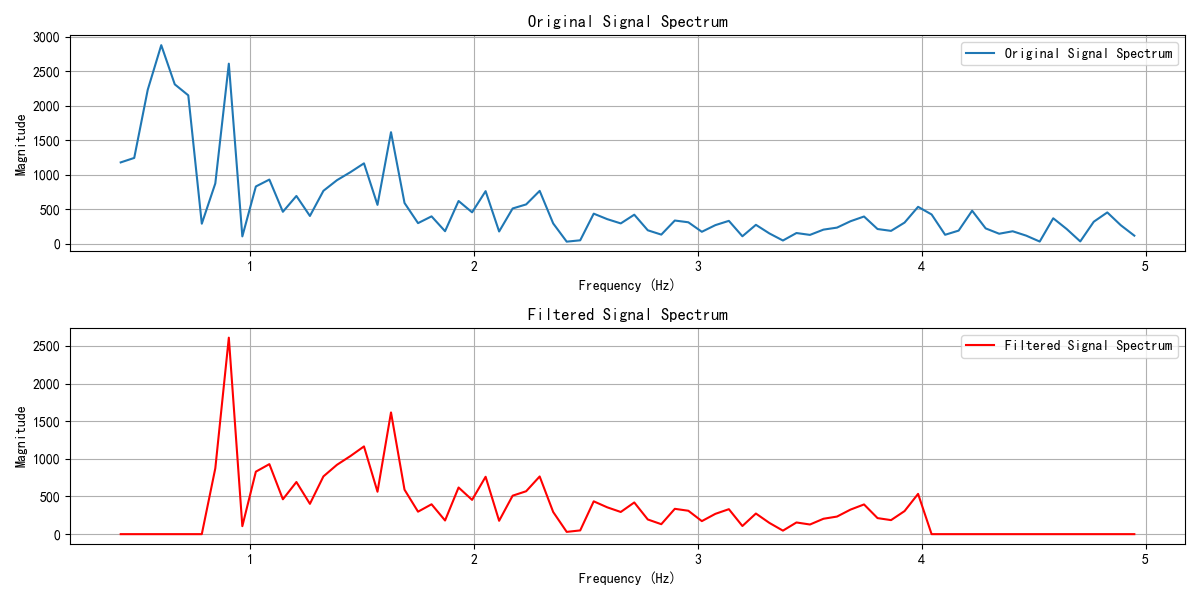 Original Signal Spectrum
3000
2500
2000
1500
1000
500
0
Magnitude
Original Signal Spectrum
1 2 3 4 5
Frequency (Hz)
Filtered Signal Spectrum
2500
2000
1500
1000
500
0
Magnitude
Filtered Signal Spectrum
1 2 3 4 5
Frequency (Hz)